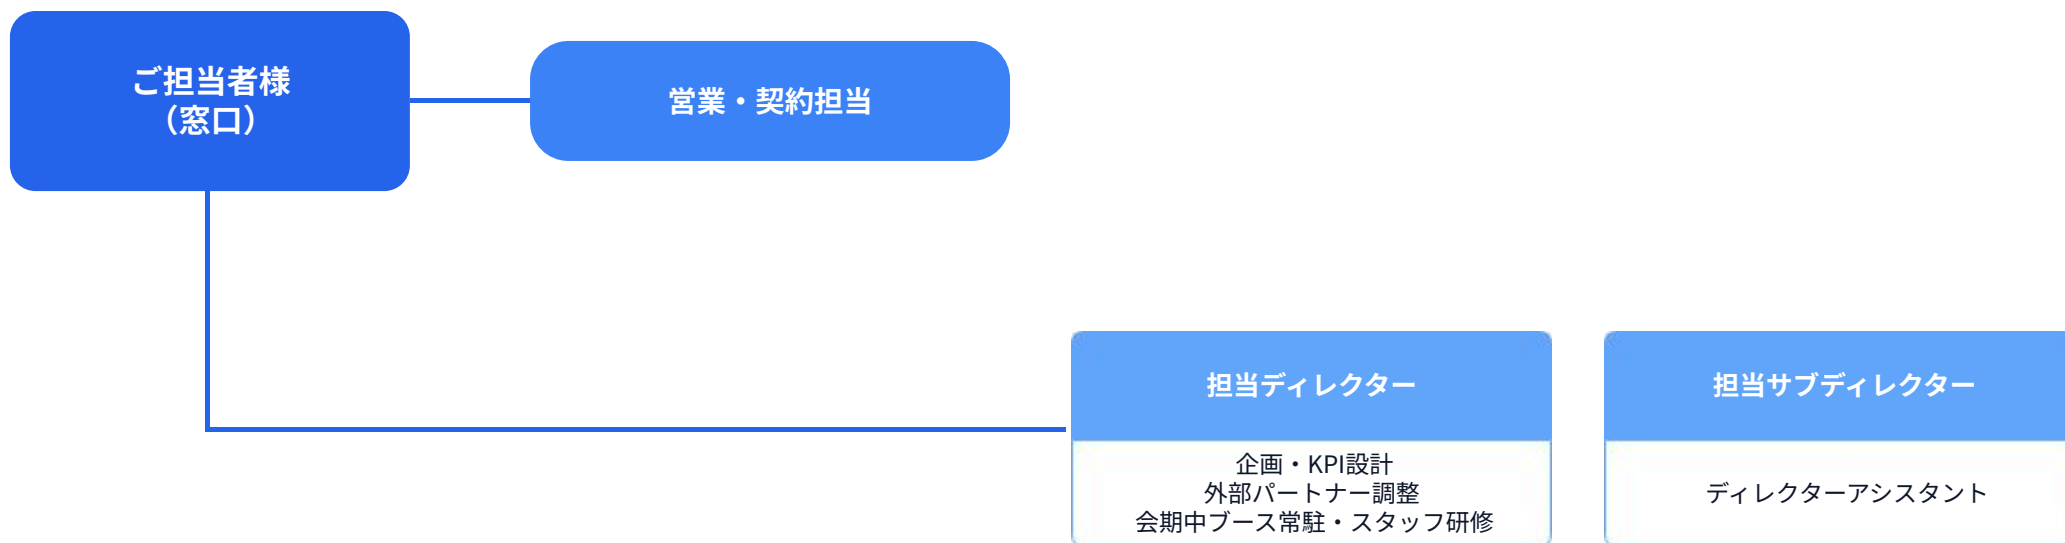 ご担当者様
（窓口）
営業・契約担当
担当ディレクター
企画・KPI設計
外部パートナー調整
会期中ブース常駐・スタッフ研修
担当サブディレクター
ディレクターアシスタント